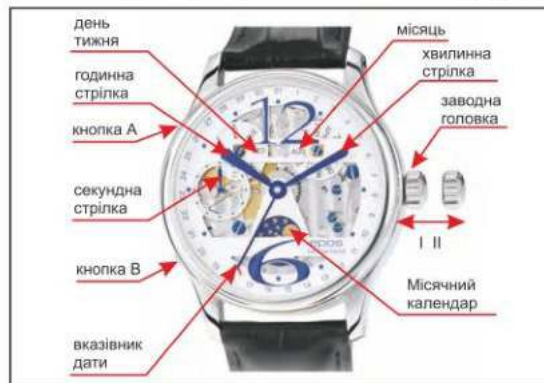 день
тижня
місяць
годинна
стрілка
хвилинна
стрілка
кнопка А
заводна
головка
12
секундна
стрілка
I II
epos
6
кнопка В
Місячний
календар
вказівник
дати